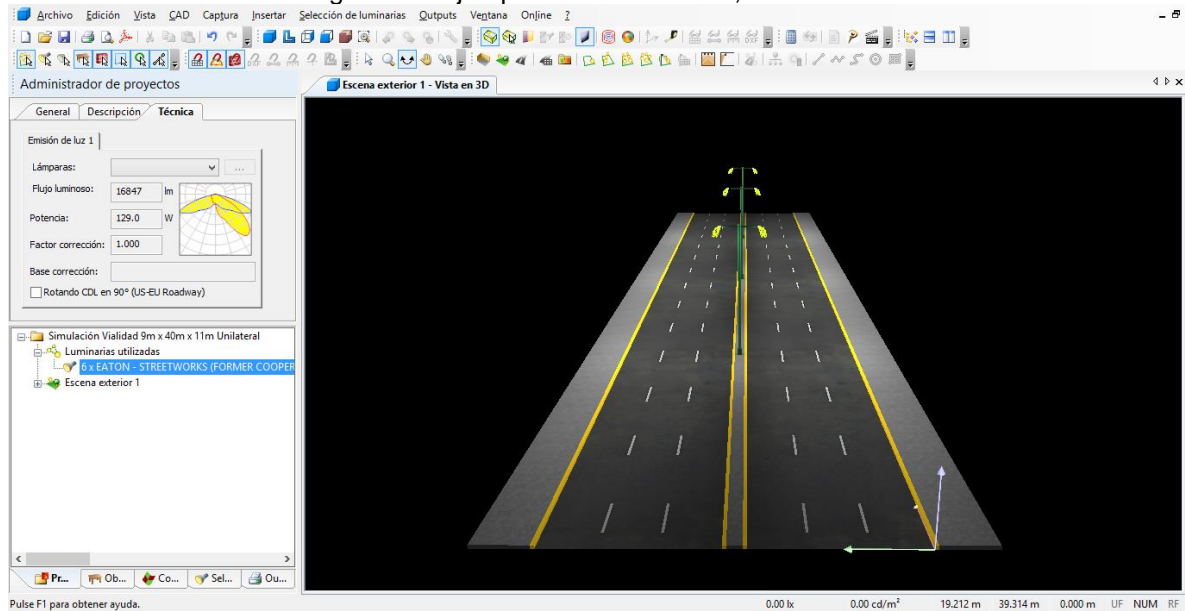 Archivo Edición Vista CAD Captura Insertar Selección de luminarias Outputs Ventana Online ?
Administrador de proyectos
Escena exterior 1 - Vista en 3D
General Descripción Técnica
Emisión de luz 1
Lámparas:
...
Flujo luminoso: 16847 lm
Potencia: 129.0 W
Factor corrección: 1.000
Base corrección:
Rotando CDL en 90° (US-EU Roadway)
Simulación Vialidad 9m x 40m x 11m Unilateral
Luminarias utilizadas
6 x EATON - STREETWORKS (FORMER COOPER
Escena exterior 1
Pr... Ob... Co... Sel... Ou...
Pulse F1 para obtener ayuda.
0.00 lx 0.00 cd/m² 19.212 m 39.314 m 0.000 m UF NUM RF